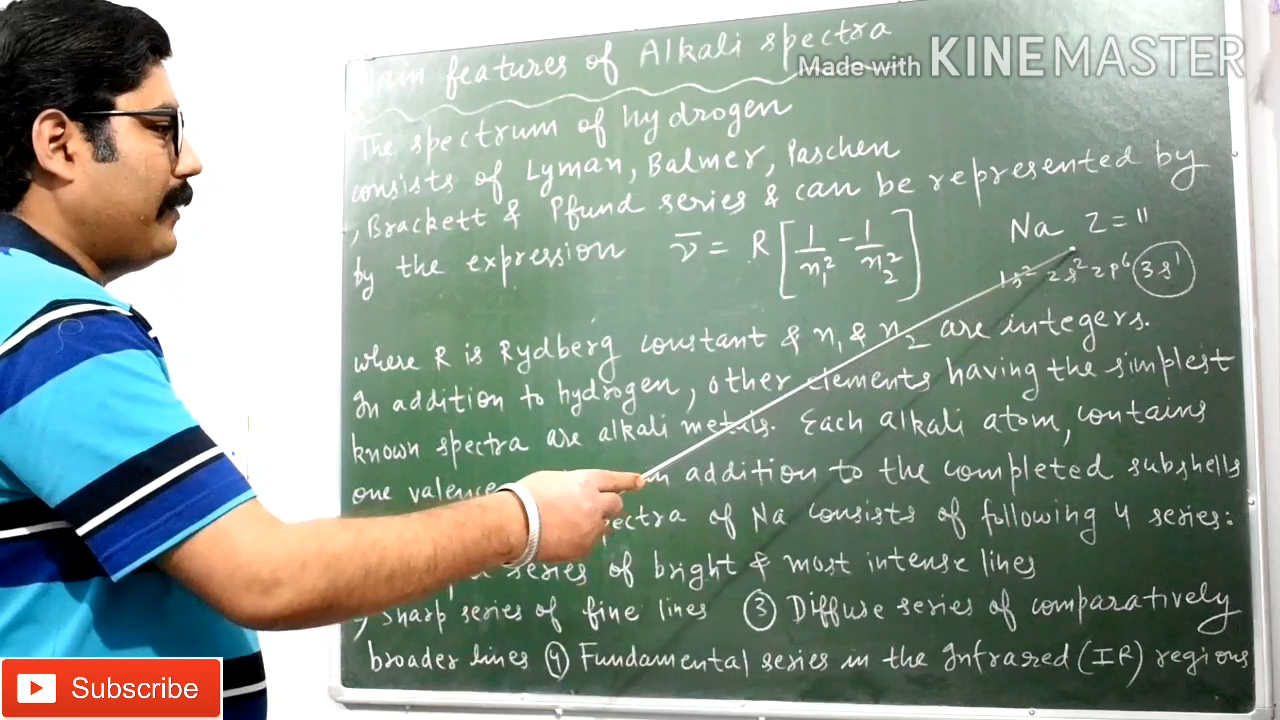 Main features of Alkali spectra
Made with KINEMASTER
The spectrum of hydrogen
consists of Lyman, Balmer, Paschen
, Brackett & Pfund series & can be represented by
by the expression ν̅ = R [1/n₁² - 1/n₂²]
Na Z = 11
1s² 2s² 2p⁶ 3s¹
where R is Rydberg constant & n₁ & n₂ are integers.
In addition to hydrogen, other elements having the simplest
known spectra are alkali metals. Each alkali atom, contains
one valence in addition to the completed subshells
spectra of Na consists of following 4 series:
series of bright & most intense lines
Sharp series of fine lines ③ Diffuse series of comparatively
broader lines ④ Fundamental series in the Infrared (IR) regions
Subscribe